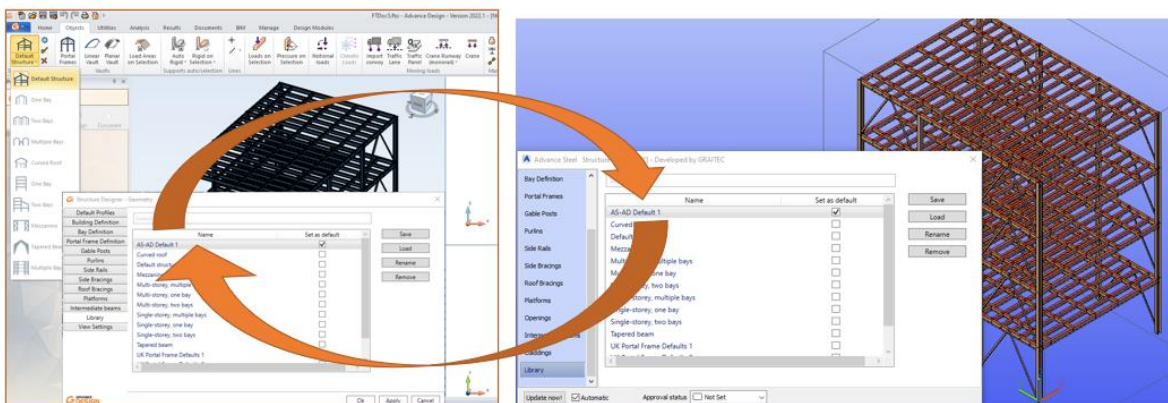 FTDoc5.fto - Advance Design - Version 2022.1 - [M
Home Objects Utilities Analysis Results Documents BIM Manage Design Modules
Default Structure
Portal Frames
Linear Vault
Planar Vault
Load Areas on Selection
Auto Rigid
Rigid on Selection
Loads on Selection
Pressure on Selection
Notional loads
Create Loads
Import convoy
Traffic Lane
Traffic Panel
Crane Runway (monorail)
Crane
Vaults
Supports auto/selection
Lines
Moving loads
Default Structure
One Bay
Two Bays
Multiple Bays
Curved Roof
One Bay
Two Bays
Mezzanine
Tapered Bea
Multiple Bay
Document
Structure Designer - Geometry
Default Profiles
Building Definition
Bay Definition
Portal Frame Definition
Gable Posts
Purlins
Side Rails
Side Bracings
Roof Bracings
Platforms
Intermediate beams
Library
View Settings
Name Set as default
AS-AD Default 1
Curved roof
Default struct
Mezzanine
Multi-storey, multiple
Multi-storey, one bay
Multi-storey, two bays
Single-storey, multiple bays
Single-storey, one bay
Single-storey, two bays
Tapered beam
UK Portal Frame Defaults 1
Save
Load
Rename
Remove
ADVANCE
DESIGN
Ok Apply Cancel
Advance Steel Structure - Developed by GRAITEC
Bay Definition
Portal Frames
Gable Posts
Purlins
Side Rails
Side Bracings
Roof Bracings
Platforms
Openings
Claddings
Library
Name Set as default
AS-AD Default 1
Curved
Default
Mezza
Mult multiple bays
one bay
storey, two bays
storey, multiple bays
Single-storey, one bay
Single-storey, two bays
Tapered beam
UK Portal Frame Defaults 1
Save
Load
Rename
Remove
Update now! Automatic Approval status Not Set